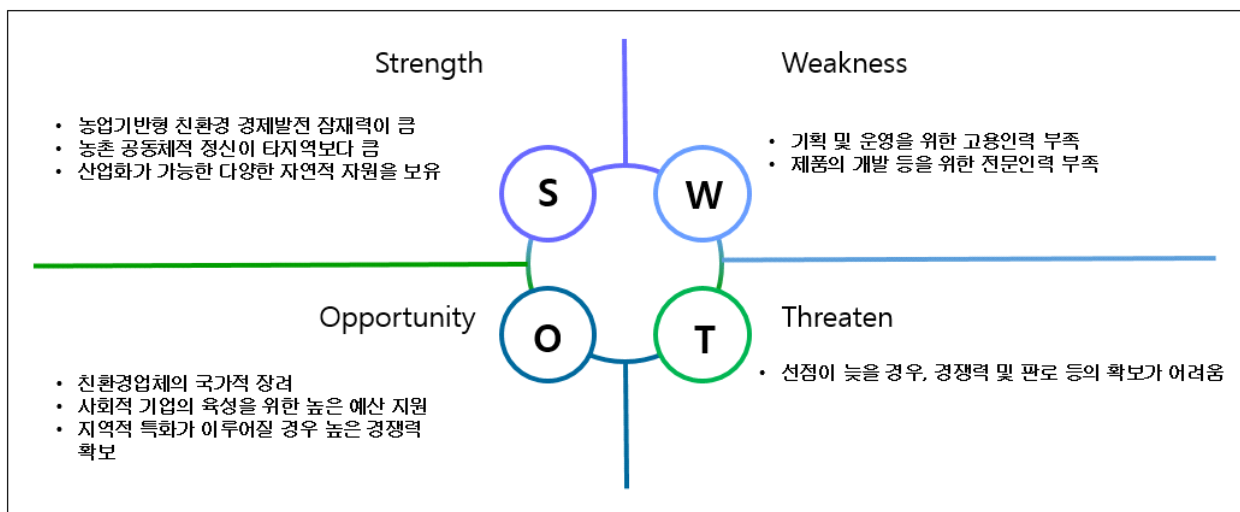 Strength
• 농업기반형 친환경 경제발전 잠재력이 큼
• 농촌 공동체적 정신이 타지역보다 큼
• 산업화가 가능한 다양한 자연적 자원을 보유
Weakness
• 기획 및 운영을 위한 고용인력 부족
• 제품의 개발 등을 위한 전문인력 부족
S
W
O
T
Opportunity
• 친환경업체의 국가적 장려
• 사회적 기업의 육성을 위한 높은 예산 지원
• 지역적 특화가 이루어질 경우 높은 경쟁력
확보
Threaten
• 선점이 늦을 경우, 경쟁력 및 판로 등의 확보가 어려움